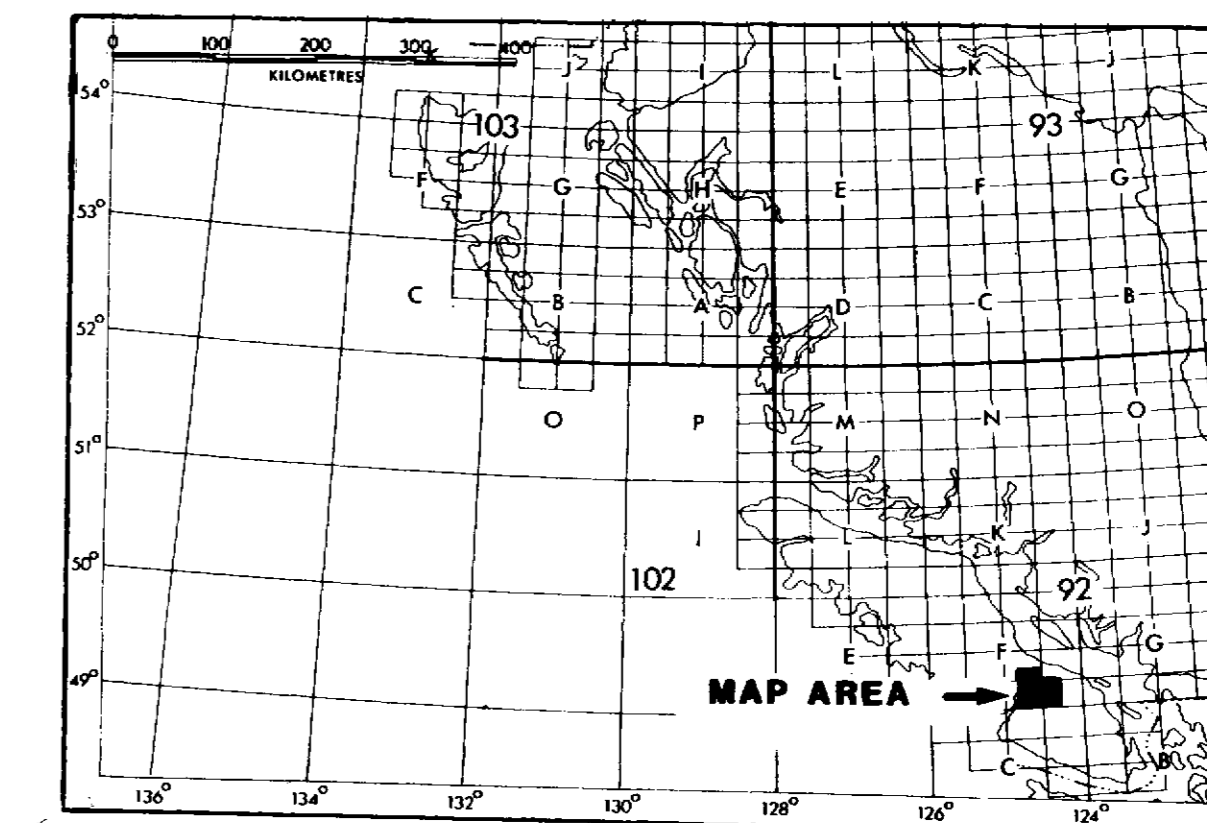 0 100 200 300 400
KILOMETRES
J I L K J
54°
103 93
F G H E F G
53°
C B A D C B
52°
O P M N O
51°
J L K J
50°
102 92
E F G
49°
MAP AREA
C B
136° 134° 132° 130° 128° 126° 124°